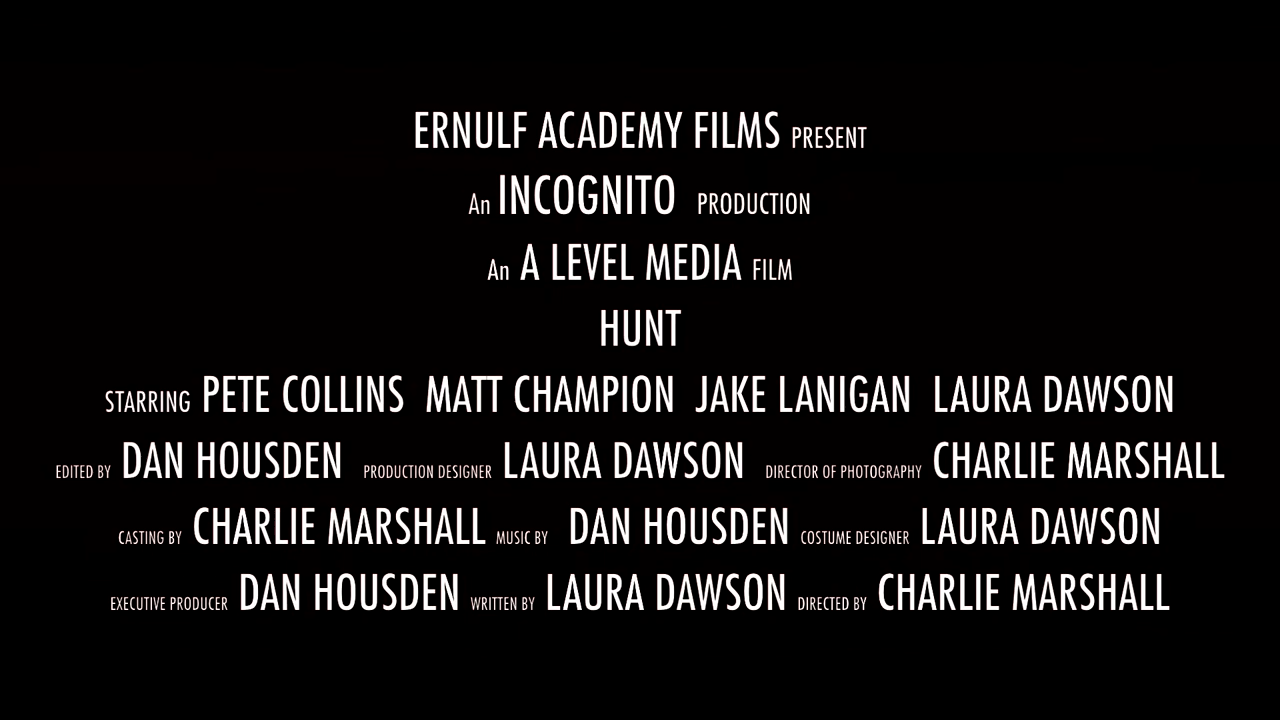 ERNULF ACADEMY FILMS PRESENT
An INCOGNITO PRODUCTION
An A LEVEL MEDIA FILM
HUNT
STARRING PETE COLLINS MATT CHAMPION JAKE LANIGAN LAURA DAWSON
EDITED BY DAN HOUSDEN PRODUCTION DESIGNER LAURA DAWSON DIRECTOR OF PHOTOGRAPHY CHARLIE MARSHALL
CASTING BY CHARLIE MARSHALL MUSIC BY DAN HOUSDEN COSTUME DESIGNER LAURA DAWSON
EXECUTIVE PRODUCER DAN HOUSDEN WRITTEN BY LAURA DAWSON DIRECTED BY CHARLIE MARSHALL